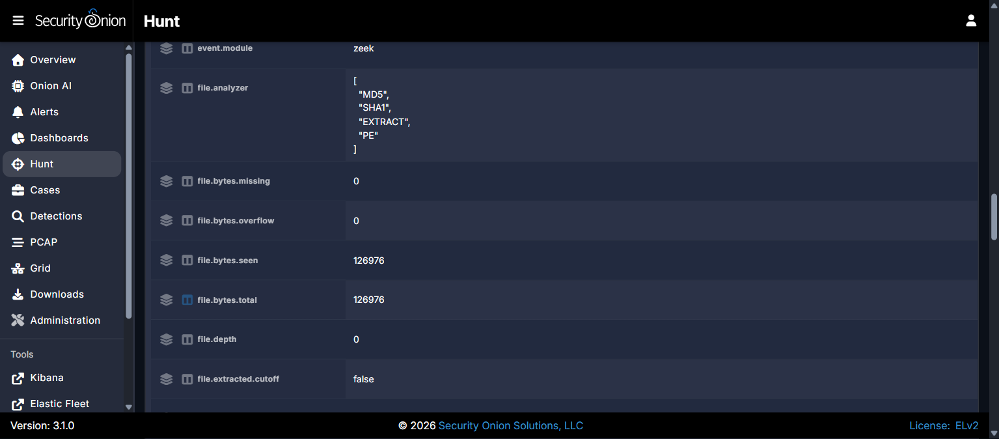 Security Onion
Hunt
Overview
Onion AI
Alerts
Dashboards
Hunt
Cases
Detections
PCAP
Grid
Downloads
Administration
Tools
Kibana
Elastic Fleet
event.module zeek
file.analyzer [
"MD5",
"SHA1",
"EXTRACT",
"PE"
]
file.bytes.missing 0
file.bytes.overflow 0
file.bytes.seen 126976
file.bytes.total 126976
file.depth 0
file.extracted.cutoff false
Version: 3.1.0 © 2026 Security Onion Solutions, LLC License: ELv2